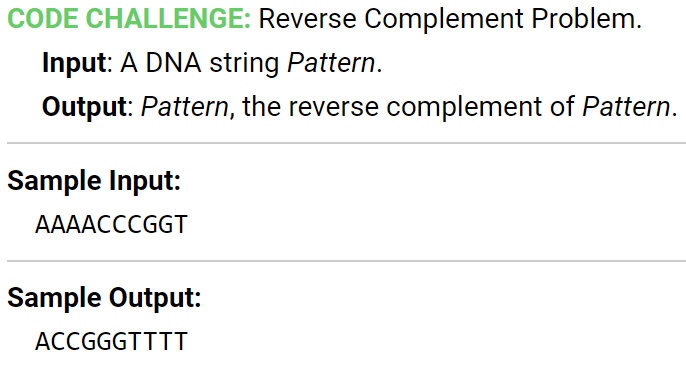 CODE CHALLENGE: Reverse Complement Problem.
Input: A DNA string Pattern.
Output: Pattern, the reverse complement of Pattern.
Sample Input:
AAAACCCGGT
Sample Output:
ACCGGGTTTT